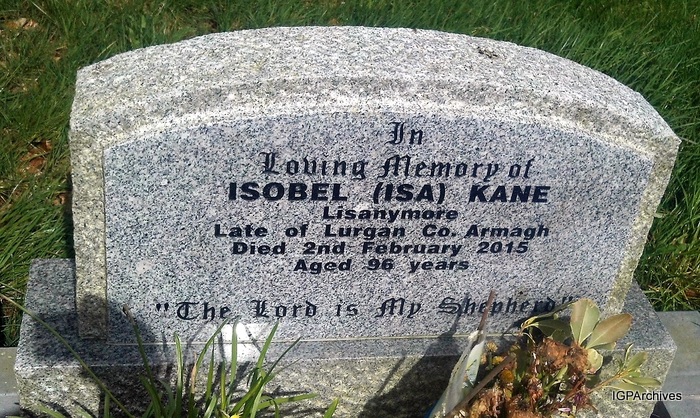 In
Loving Memory of
ISOBEL (ISA) KANE
Lisanymore
Late of Lurgan Co. Armagh
Died 2nd February 2015
Aged 96 years
"The Lord is My Shepherd"
IGPArchives